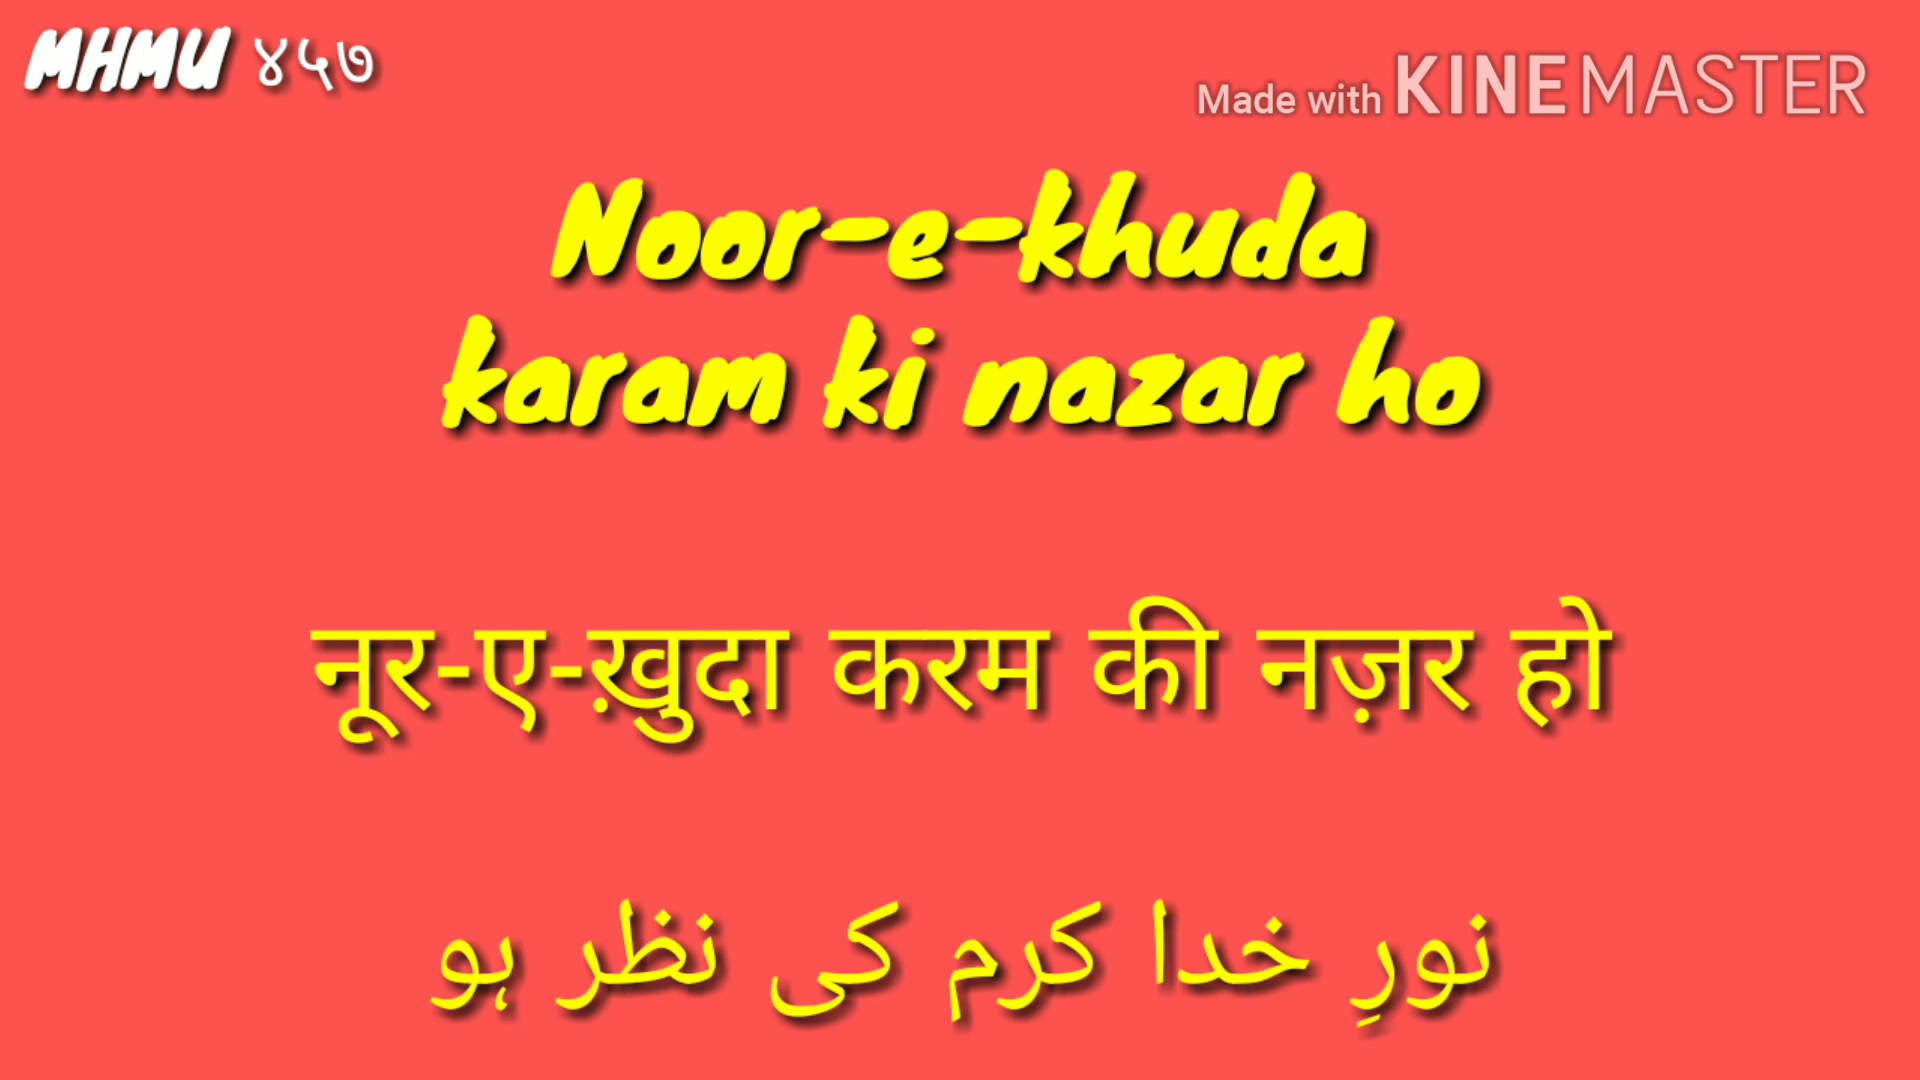 MHMU ४५७
Made with KINEMASTER
Noor-e-khuda
karam ki nazar ho
नूर-ए-ख़ुदा करम की नज़र हो
نورِ خدا کرم کی نظر ہو